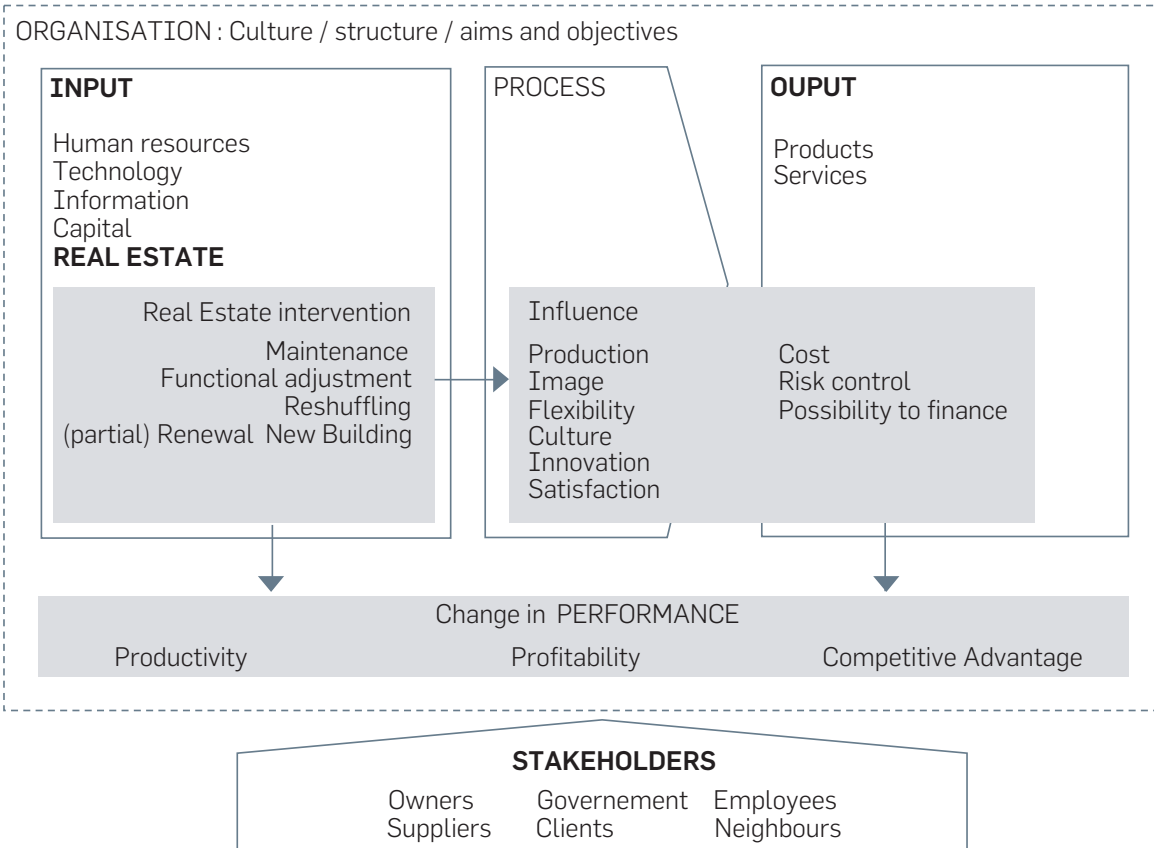 ORGANISATION : Culture / structure / aims and objectives
INPUT
Human resources
Technology
Information
Capital
REAL ESTATE
Real Estate intervention
Maintenance
Functional adjustment
Reshuffling
(partial) Renewal New Building
PROCESS
Influence
Production
Image
Flexibility
Culture
Innovation
Satisfaction
OUPUT
Products
Services
Cost
Risk control
Possibility to finance
Change in PERFORMANCE
Productivity Profitability Competitive Advantage
STAKEHOLDERS
Owners Governement Employees
Suppliers Clients Neighbours